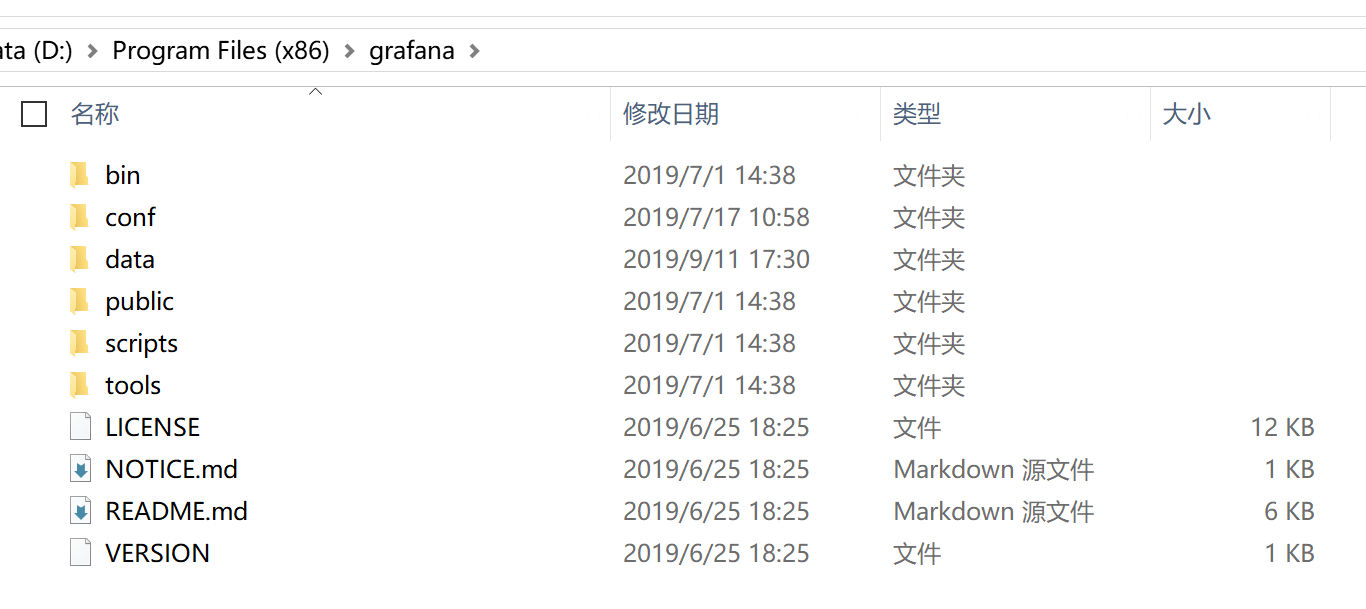 ata (D:) > Program Files (x86) > grafana >
名称 修改日期 类型 大小
bin 2019/7/1 14:38 文件夹
conf 2019/7/17 10:58 文件夹
data 2019/9/11 17:30 文件夹
public 2019/7/1 14:38 文件夹
scripts 2019/7/1 14:38 文件夹
tools 2019/7/1 14:38 文件夹
LICENSE 2019/6/25 18:25 文件 12 KB
NOTICE.md 2019/6/25 18:25 Markdown 源文件 1 KB
README.md 2019/6/25 18:25 Markdown 源文件 6 KB
VERSION 2019/6/25 18:25 文件 1 KB